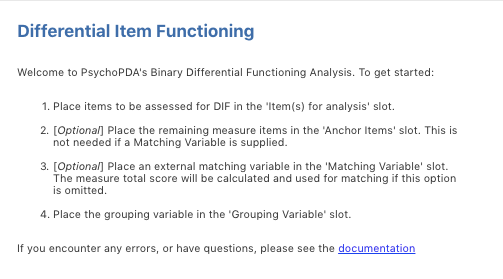 Differential Item Functioning
Welcome to PsychoPDA's Binary Differential Functioning Analysis. To get started:
1. Place items to be assessed for DIF in the 'Item(s) for analysis' slot.
2. [Optional] Place the remaining measure items in the 'Anchor Items' slot. This is
not needed if a Matching Variable is supplied.
3. [Optional] Place an external matching variable in the 'Matching Variable' slot.
The measure total score will be calculated and used for matching if this option
is omitted.
4. Place the grouping variable in the 'Grouping Variable' slot.
If you encounter any errors, or have questions, please see the documentation